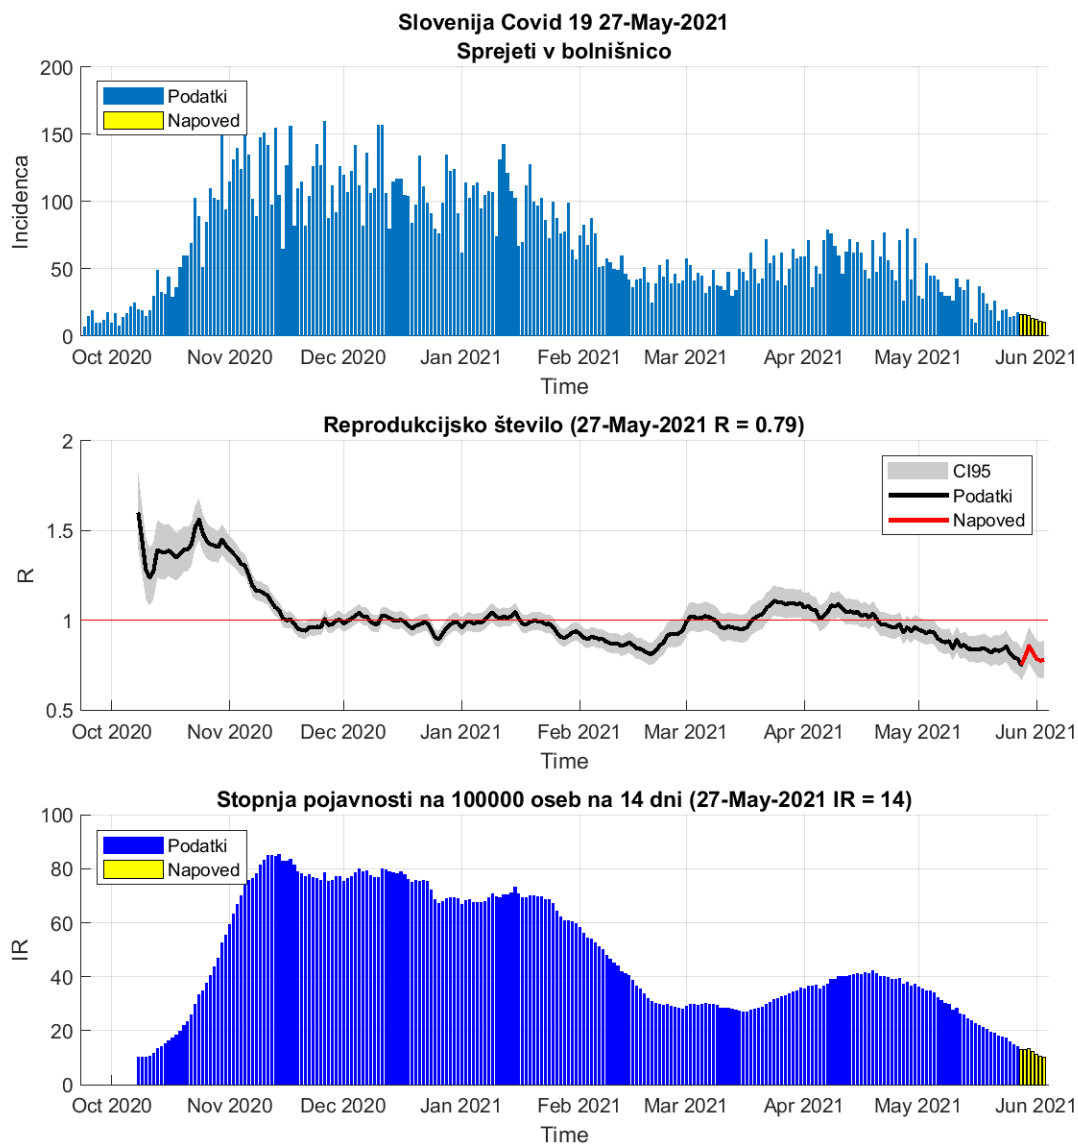 Slovenija Covid 19 27-May-2021
Sprejeti v bolnišnico
200
150
100
50
0
Incidenca
Podatki
Napoved
Oct 2020 Nov 2020 Dec 2020 Jan 2021 Feb 2021 Mar 2021 Apr 2021 May 2021 Jun 2021
Time
Reprodukcijsko število (27-May-2021 R = 0.79)
2
1.5
1
0.5
R
CI95
Podatki
Napoved
Oct 2020 Nov 2020 Dec 2020 Jan 2021 Feb 2021 Mar 2021 Apr 2021 May 2021 Jun 2021
Time
Stopnja pojavnosti na 100000 oseb na 14 dni (27-May-2021 IR = 14)
100
80
60
40
20
0
IR
Podatki
Napoved
Oct 2020 Nov 2020 Dec 2020 Jan 2021 Feb 2021 Mar 2021 Apr 2021 May 2021 Jun 2021
Time